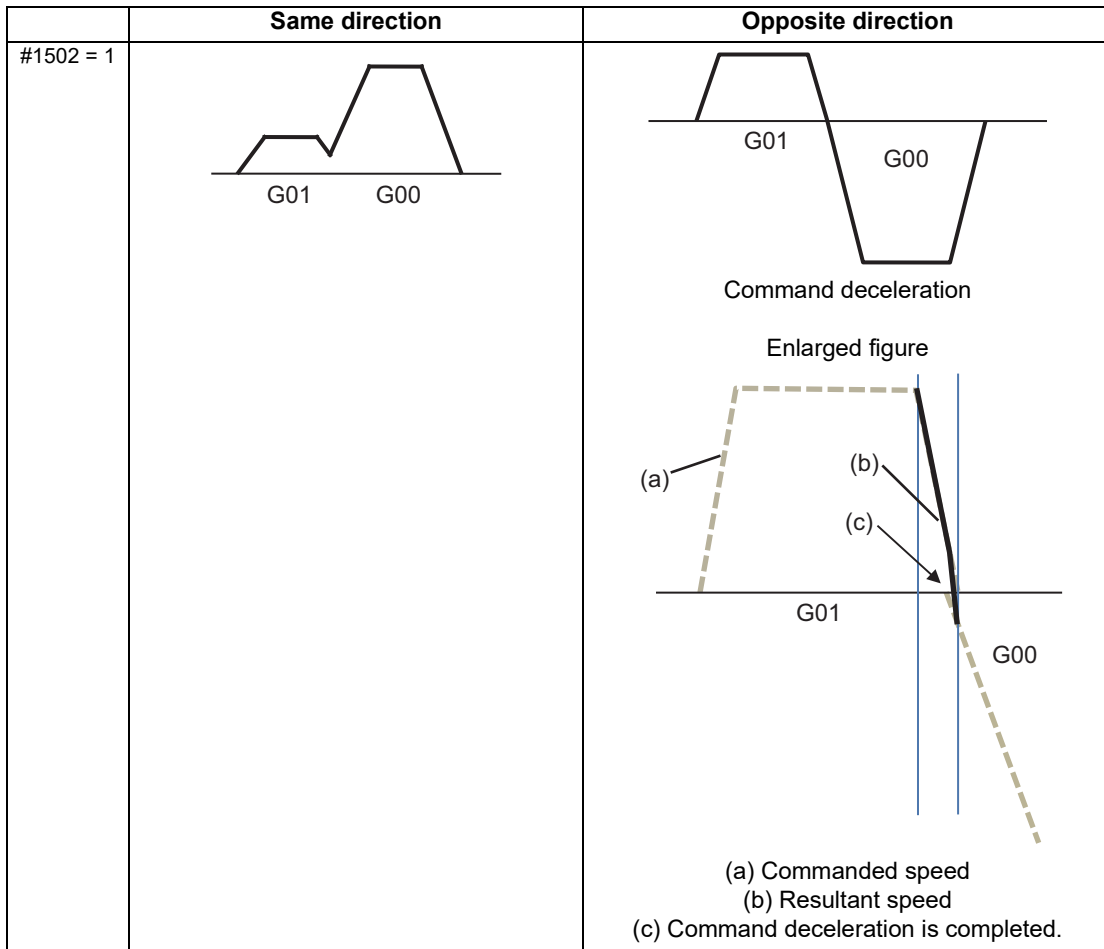 Same direction
Opposite direction
#1502 = 1
G01
G00
G01
G00
Command deceleration
Enlarged figure
(a)
(b)
(c)
G01
G00
(a) Commanded speed
(b) Resultant speed
(c) Command deceleration is completed.